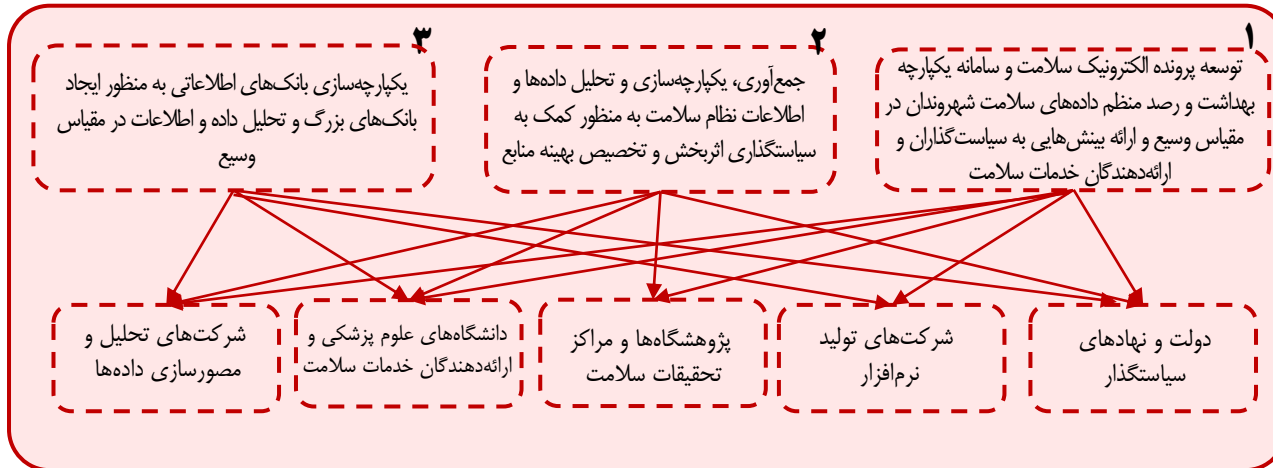 ۱
توسعه پرونده الکترونیک سلامت و سامانه یکپارچه
بهداشت و رصد منظم داده‌های سلامت شهروندان در
مقیاس وسیع و ارائه بینش‌هایی به سیاست‌گذاران و
ارائه‌دهندگان خدمات سلامت
۲
جمع‌آوری، یکپارچه‌سازی و تحلیل داده‌ها و
اطلاعات نظام سلامت به منظور کمک به
سیاستگذاری اثربخش و تخصیص بهینه منابع
۳
یکپارچه‌سازی بانک‌های اطلاعاتی به منظور ایجاد
بانک‌های بزرگ و تحلیل داده و اطلاعات در مقیاس
وسیع
دولت و نهادهای
سیاستگذار
شرکت‌های تولید
نرم‌افزار
پژوهشگاه‌ها و مراکز
تحقیقات سلامت
دانشگاه‌های علوم پزشکی و
ارائه‌دهندگان خدمات سلامت
شرکت‌های تحلیل و
مصورسازی داده‌ها